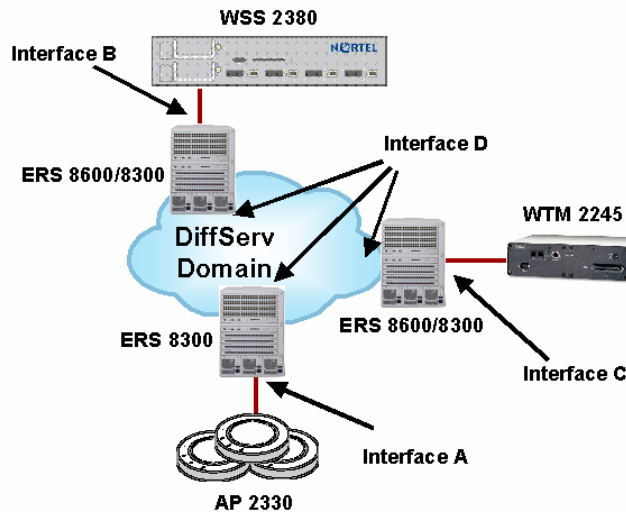 WSS 2380
Interface B
NORTEL
Interface D
ERS 8600/8300
WTM 2245
DiffServ
Domain
ERS 8300
ERS 8600/8300
Interface C
Interface A
AP 2330